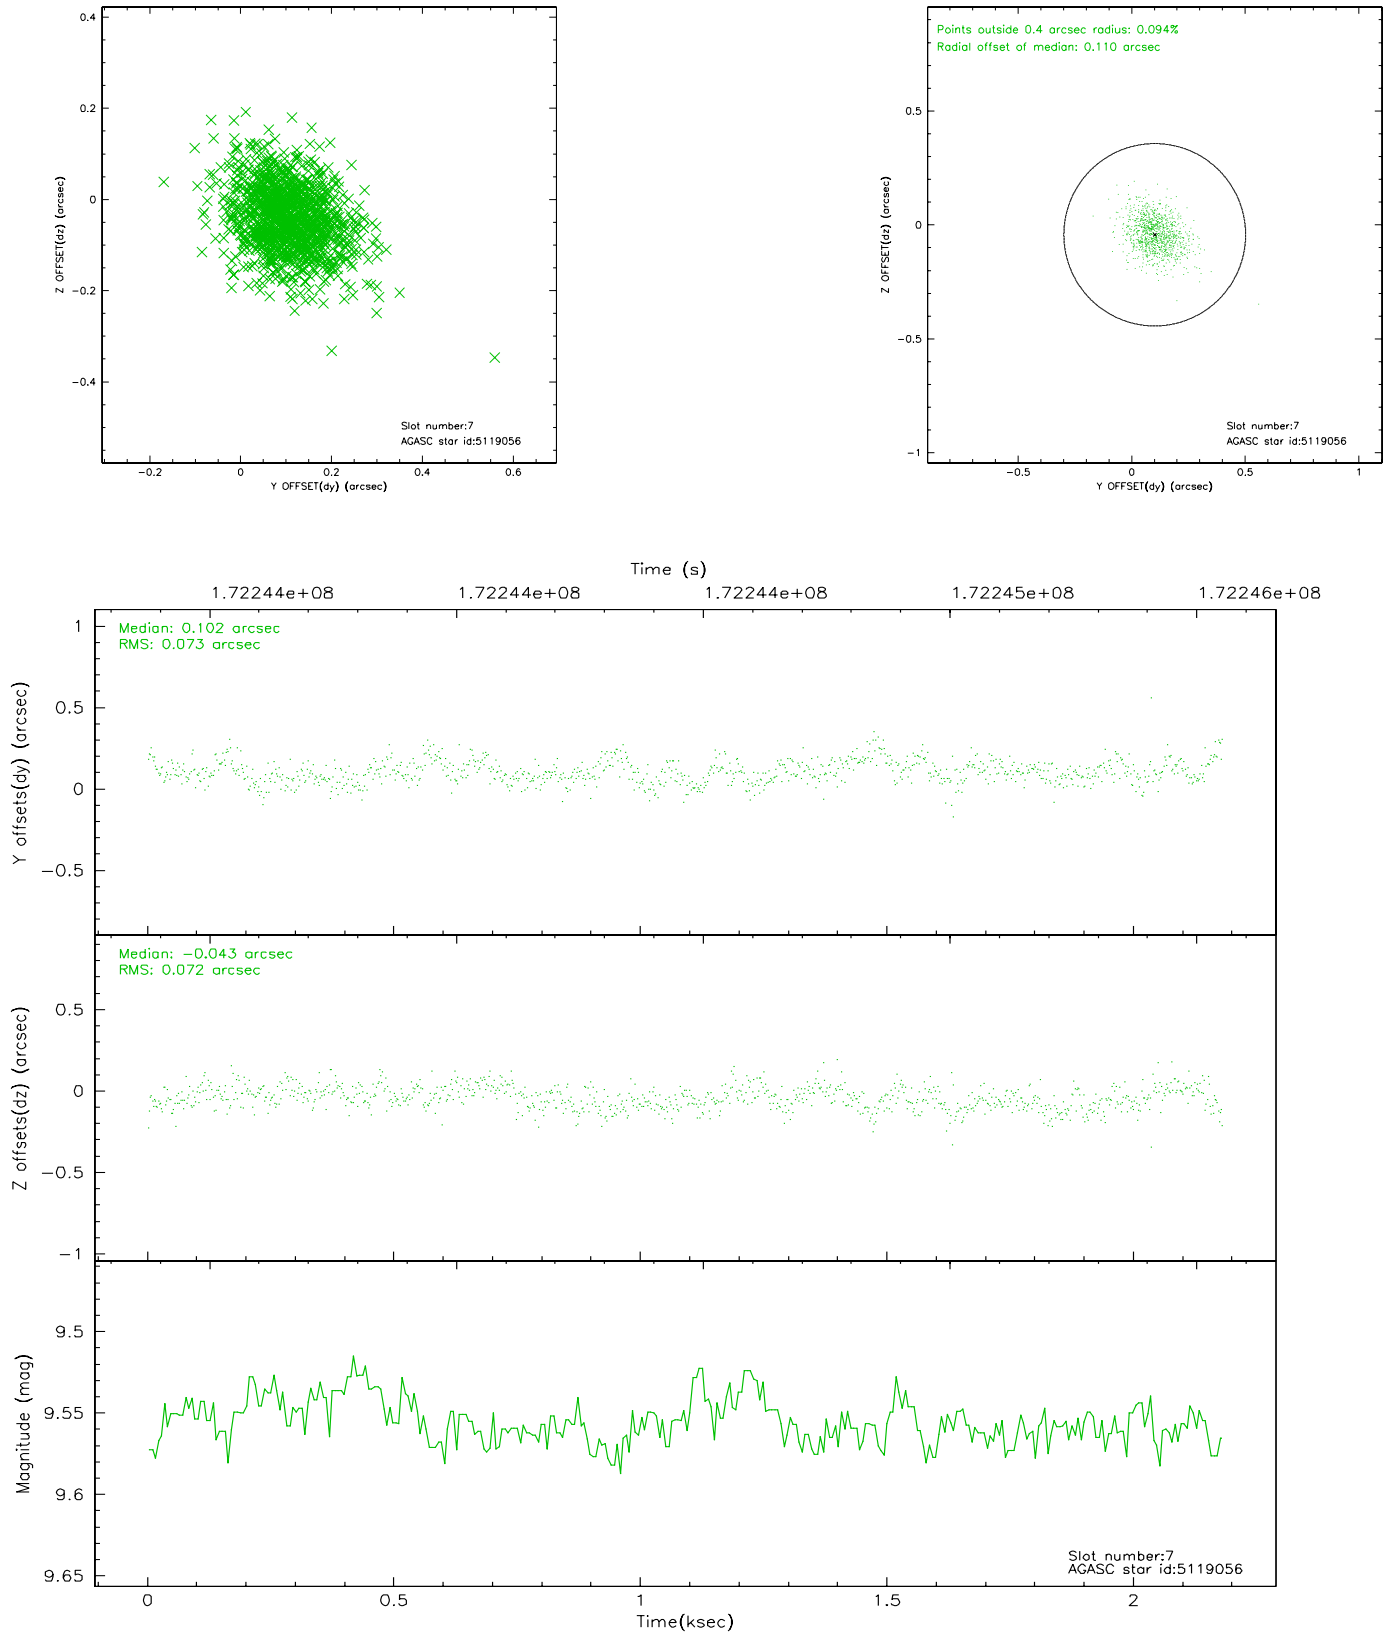 0.4
0.2
0
−0.2
−0.4
Z OFFSET(dz) (arcsec)
Slot number:7
AGASC star id:5119056
−0.2 0 0.2 0.4 0.6
Y OFFSET(dy) (arcsec)
Points outside 0.4 arcsec radius: 0.094%
Radial offset of median: 0.110 arcsec
0.5
0
−0.5
−1
Z OFFSET(dz) (arcsec)
Slot number:7
AGASC star id:5119056
−0.5 0 0.5 1
Y OFFSET(dy) (arcsec)
Time (s)
1.72244e+08 1.72244e+08 1.72244e+08 1.72245e+08 1.72246e+08
Median: 0.102 arcsec
RMS: 0.073 arcsec
1
0.5
0
−0.5
Y offsets(dy) (arcsec)
Median: −0.043 arcsec
RMS: 0.072 arcsec
0.5
0
−0.5
−1
Z offsets(dz) (arcsec)
9.5
9.55
9.6
9.65
Magnitude (mag)
Slot number:7
AGASC star id:5119056
0 0.5 1 1.5 2
Time(ksec)